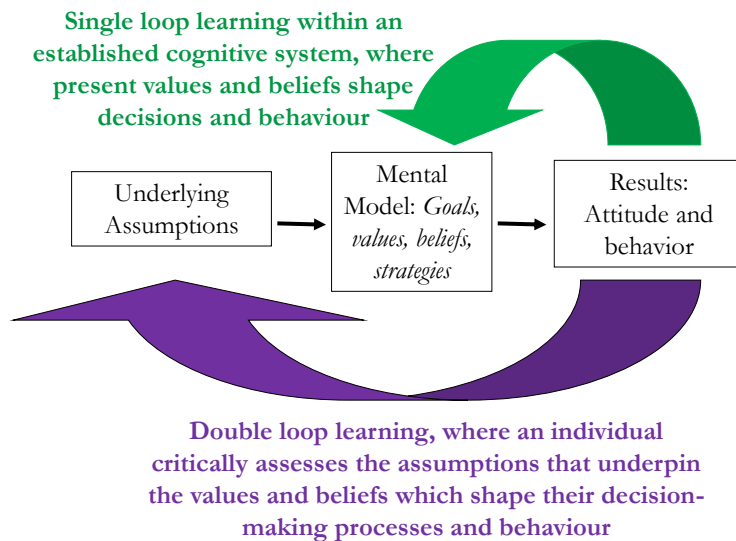 Single loop learning within an
established cognitive system, where
present values and beliefs shape
decisions and behaviour
Underlying
Assumptions
Mental
Model: Goals,
values, beliefs,
strategies
Results:
Attitude and
behavior
Double loop learning, where an individual
critically assesses the assumptions that underpin
the values and beliefs which shape their decision-
making processes and behaviour